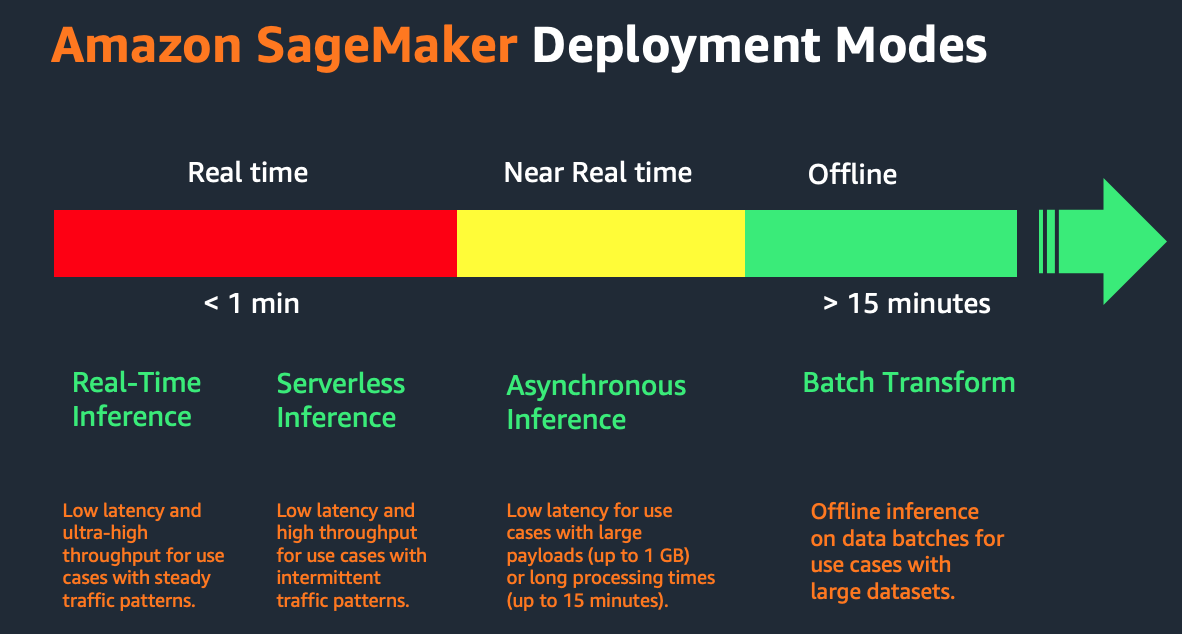 Amazon SageMaker Deployment Modes
Real time
Near Real time
Offline
< 1 min
> 15 minutes
Real-Time
Inference
Serverless
Inference
Asynchronous
Inference
Batch Transform
Low latency and
ultra-high
throughput for use
cases with steady
traffic patterns.
Low latency and
high throughput
for use cases with
intermittent
traffic patterns.
Low latency for use
cases with large
payloads (up to 1 GB)
or long processing times
(up to 15 minutes).
Offline inference
on data batches for
use cases with
large datasets.